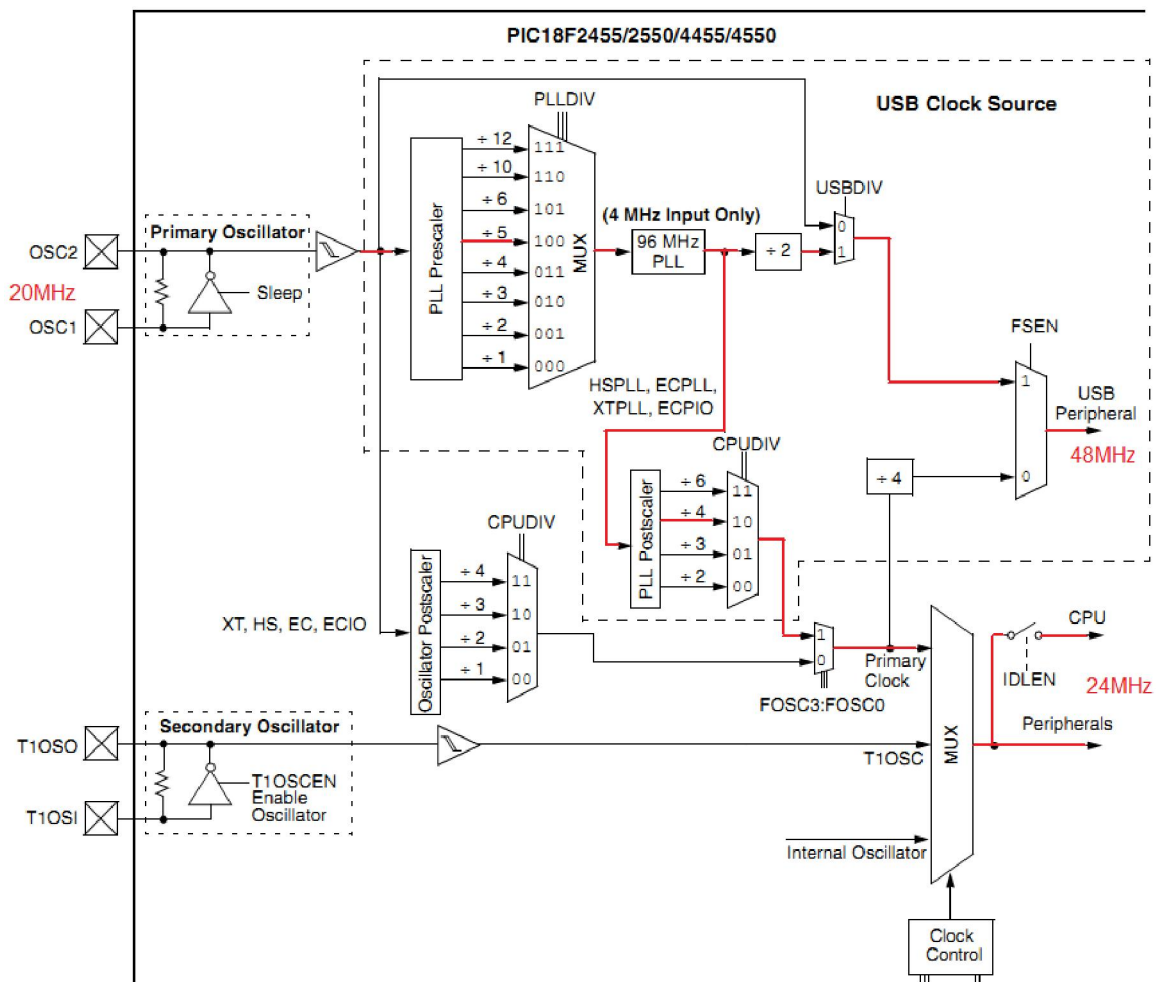 PIC18F2455/2550/4455/4550
PLLDIV
USB Clock Source
÷ 12
111
÷ 10
110
÷ 6
101
÷ 5
100
÷ 4
011
÷ 3
010
÷ 2
001
÷ 1
000
PLL Prescaler
MUX
USBDIV
0
1
(4 MHz Input Only)
96 MHz
PLL
÷ 2
Primary Oscillator
OSC2
20MHz
Sleep
OSC1
FSEN
1
USB
Peripheral
48MHz
0
HSPLL, ECPLL,
XTPLL, ECPIO
CPUDIV
÷ 6
11
÷ 4
10
÷ 3
01
÷ 2
00
PLL Postscaler
÷ 4
CPUDIV
÷ 4
11
÷ 3
10
÷ 2
01
÷ 1
00
Oscillator Postscaler
XT, HS, EC, ECIO
1
0
Primary
Clock
FOSC3:FOSC0
CPU
IDLEN
24MHz
Peripherals
MUX
Secondary Oscillator
T1OSO
T1OSCEN
Enable
Oscillator
T1OSI
T1OSC
Internal Oscillator
Clock
Control